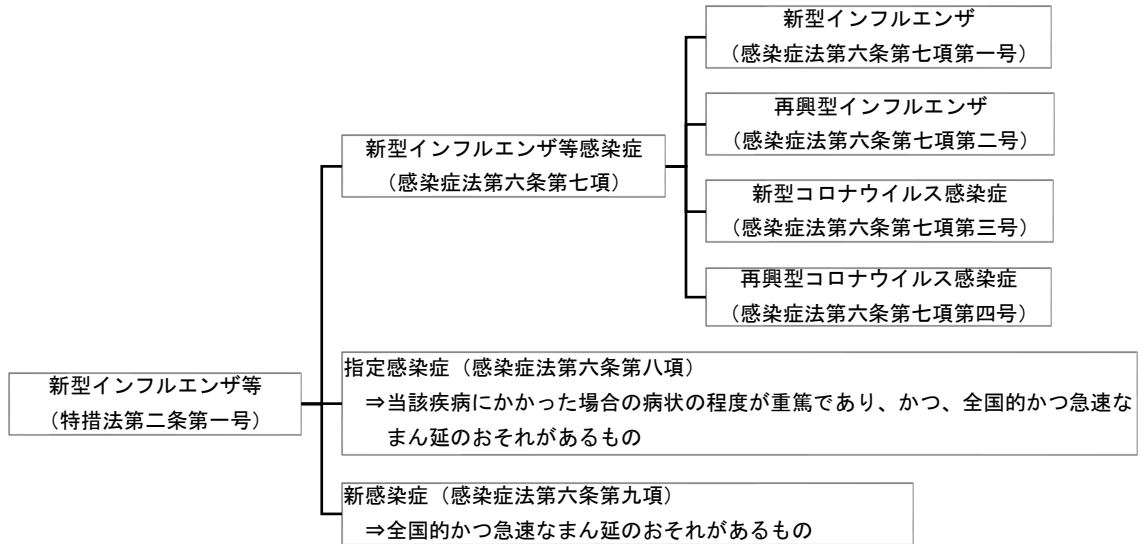 新型インフルエンザ
(感染症法第六条第七項第一号)
再興型インフルエンザ
(感染症法第六条第七項第二号)
新型インフルエンザ等感染症
(感染症法第六条第七項)
新型コロナウイルス感染症
(感染症法第六条第七項第三号)
再興型コロナウイルス感染症
(感染症法第六条第七項第四号)
新型インフルエンザ等
(特措法第二条第一号)
指定感染症(感染症法第六条第八項)
⇒当該疾病にかかった場合の病状の程度が重篤であり、かつ、全国的かつ急速な
まん延のおそれがあるもの
新感染症(感染症法第六条第九項)
⇒全国的かつ急速なまん延のおそれがあるもの